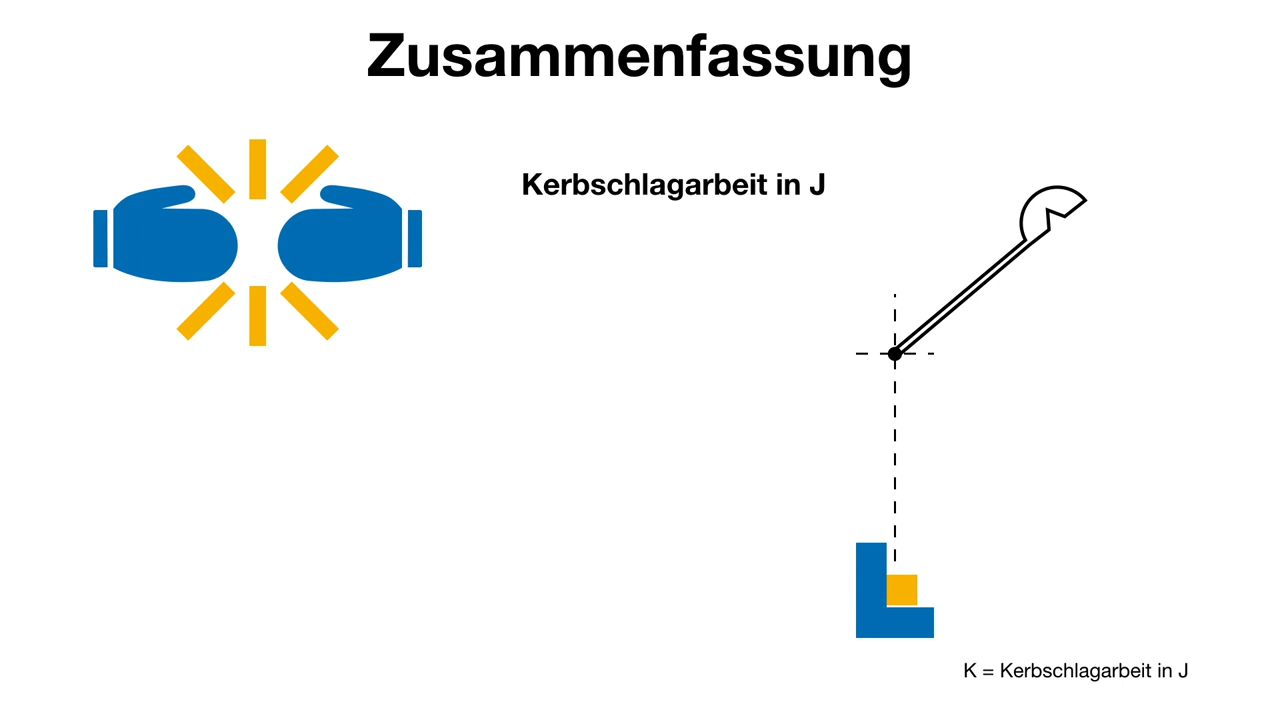 Zusammenfassung
Kerbschlagarbeit in J
K = Kerbschlagarbeit in J